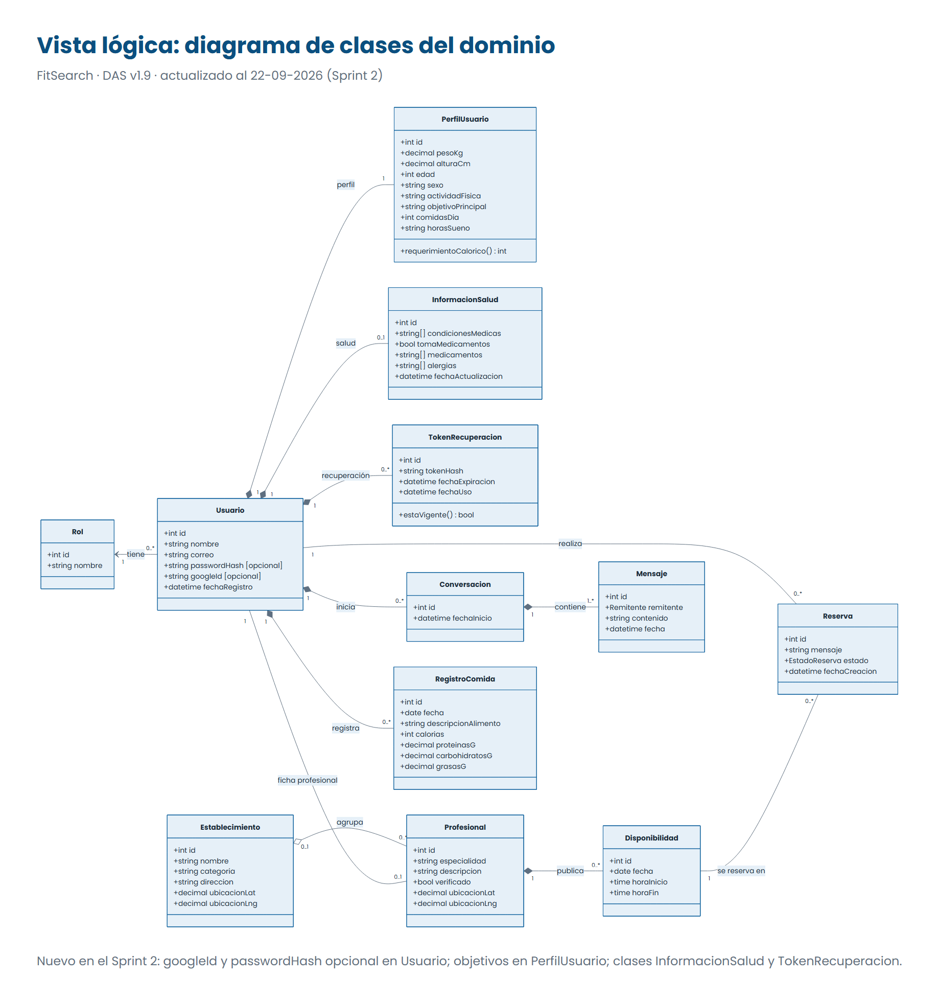 Vista lógica: diagrama de clases del dominio
FitSearch · DAS v1.9 · actualizado al 22-09-2026 (Sprint 2)
PerfilUsuario
+int id
+decimal pesoKg
+decimal alturaCm
+int edad
+string sexo
+string actividadFisica
+string objetivoPrincipal
+int comidasDia
+string horasSueno
+requerimientoCalorico() : int
perfil
1
1
InformacionSalud
+int id
+string[] condicionesMedicas
+bool tomaMedicamentos
+string[] medicamentos
+string[] alergias
+datetime fechaActualizacion
salud
0..1
1
TokenRecuperacion
+int id
+string tokenHash
+datetime fechaExpiracion
+datetime fechaUso
+estaVigente() : bool
recuperación
0..*
1
Usuario
+int id
+string nombre
+string correo
+string passwordHash [opcional]
+string googleId [opcional]
+datetime fechaRegistro
Rol
+int id
+string nombre
tiene
0..*
1
realiza
1
0..*
Conversacion
+int id
+datetime fechaInicio
inicia
1
0..*
Mensaje
+int id
+Remitente remitente
+string contenido
+datetime fecha
contiene
1
1..*
Reserva
+int id
+string mensaje
+EstadoReserva estado
+datetime fechaCreacion
0..*
RegistroComida
+int id
+date fecha
+string descripcionAlimento
+int calorias
+decimal proteinasG
+decimal carbohidratosG
+decimal grasasG
registra
1
0..*
ficha profesional
1
0..1
Establecimiento
+int id
+string nombre
+string categoria
+string direccion
+decimal ubicacionLat
+decimal ubicacionLng
agrupa
0..1
0..*
Profesional
+int id
+string especialidad
+string descripcion
+bool verificado
+decimal ubicacionLat
+decimal ubicacionLng
publica
1
0..*
Disponibilidad
+int id
+date fecha
+time horaInicio
+time horaFin
se reserva en
1
Nuevo en el Sprint 2: googleId y passwordHash opcional en Usuario; objetivos en PerfilUsuario; clases InformacionSalud y TokenRecuperacion.